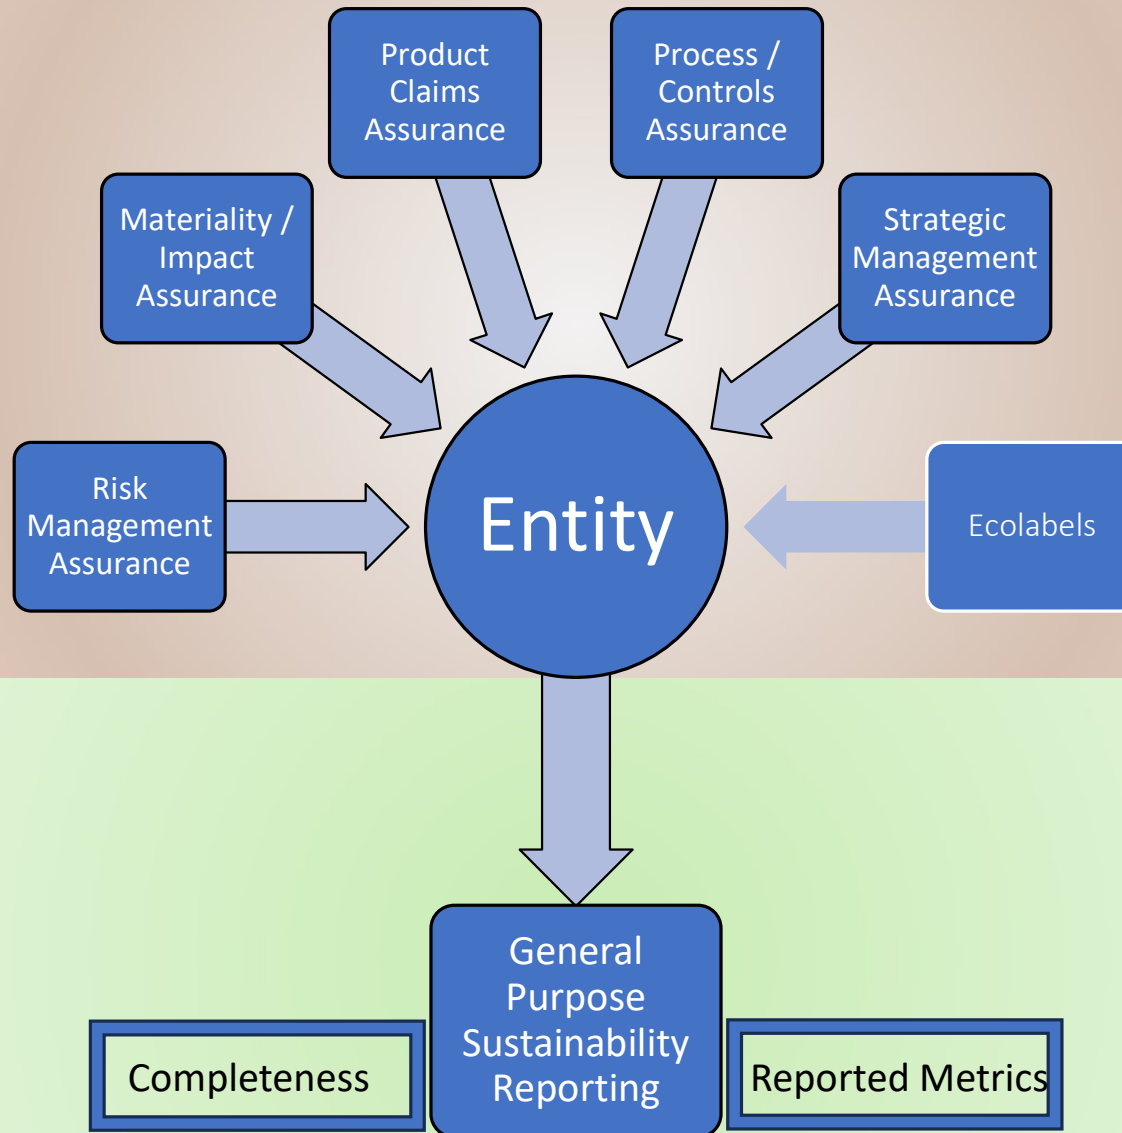 Product
Claims
Assurance
Process /
Controls
Assurance
Materiality /
Impact
Assurance
Strategic
Management
Assurance
Risk
Management
Assurance
Entity
Ecolabels
General
Purpose
Sustainability
Reporting
Completeness
Reported Metrics